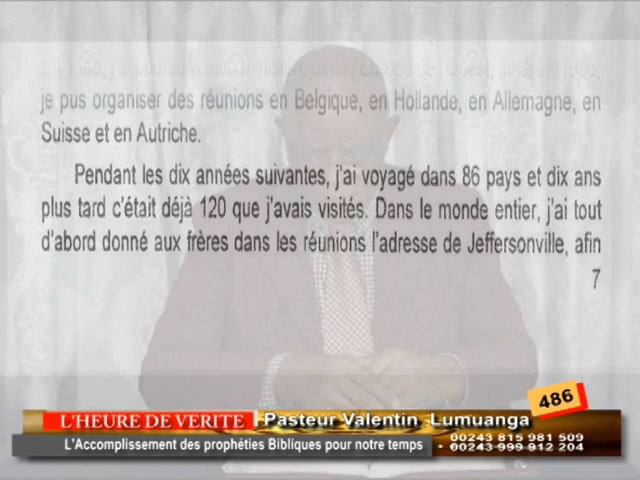 je pus organiser des réunions en Belgique, en Hollande, en Allemagne, en
Suisse et en Autriche.
Pendant les dix années suivantes, j'ai voyagé dans 86 pays et dix ans
plus tard c'était déjà 120 que j'avais visités. Dans le monde entier, j'ai tout
d'abord donné aux frères dans les réunions l'adresse de Jeffersonville, afin
7
486
L'HEURE DE VERITE Pasteur Valentin Lumuanga
L'Accomplissement des prophéties Bibliques pour notre temps
00243 815 981 509
• 00243 999 912 204